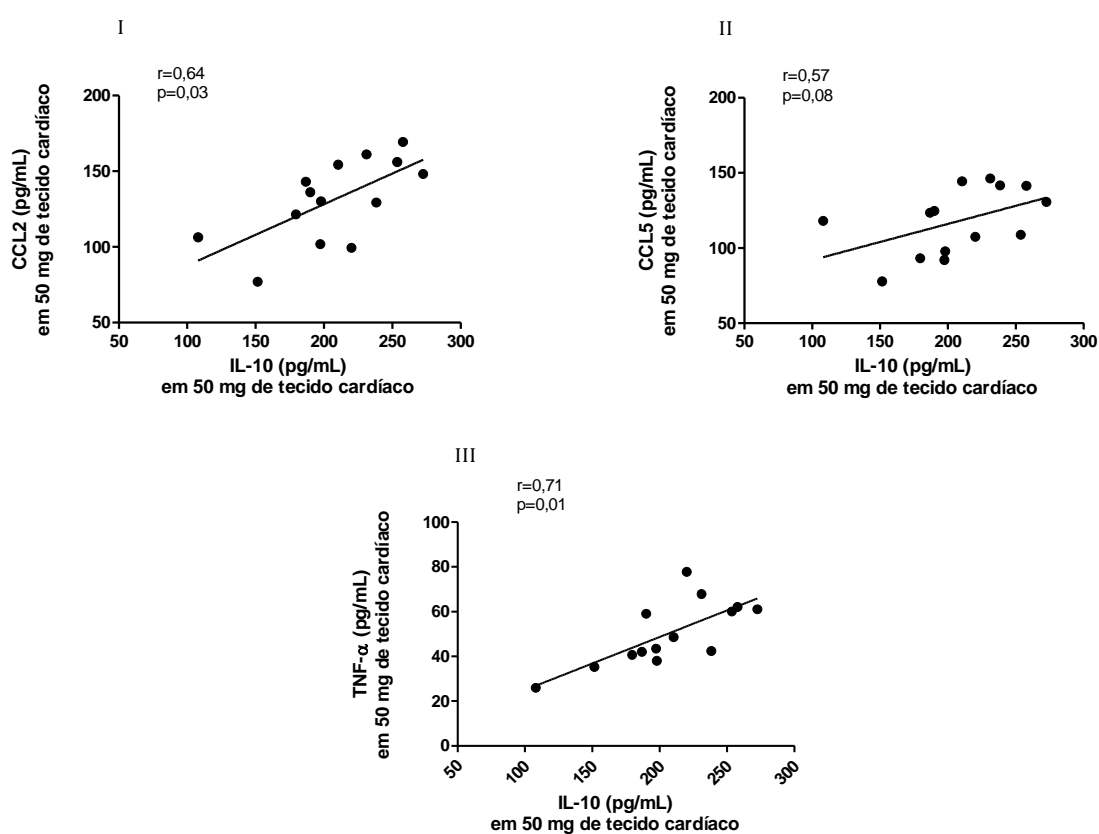 I
r=0,64
p=0,03
CCL2 (pg/mL)
em 50 mg de tecido cardíaco
200
150
100
50
50 100 150 200 250 300
IL-10 (pg/mL)
em 50 mg de tecido cardíaco
II
r=0,57
p=0,08
CCL5 (pg/mL)
em 50 mg de tecido cardíaco
200
150
100
50
50 100 150 200 250 300
IL-10 (pg/mL)
em 50 mg de tecido cardíaco
III
r=0,71
p=0,01
TNF-α (pg/mL)
em 50 mg de tecido cardíaco
100
80
60
40
20
0
50 100 150 200 250 300
IL-10 (pg/mL)
em 50 mg de tecido cardíaco